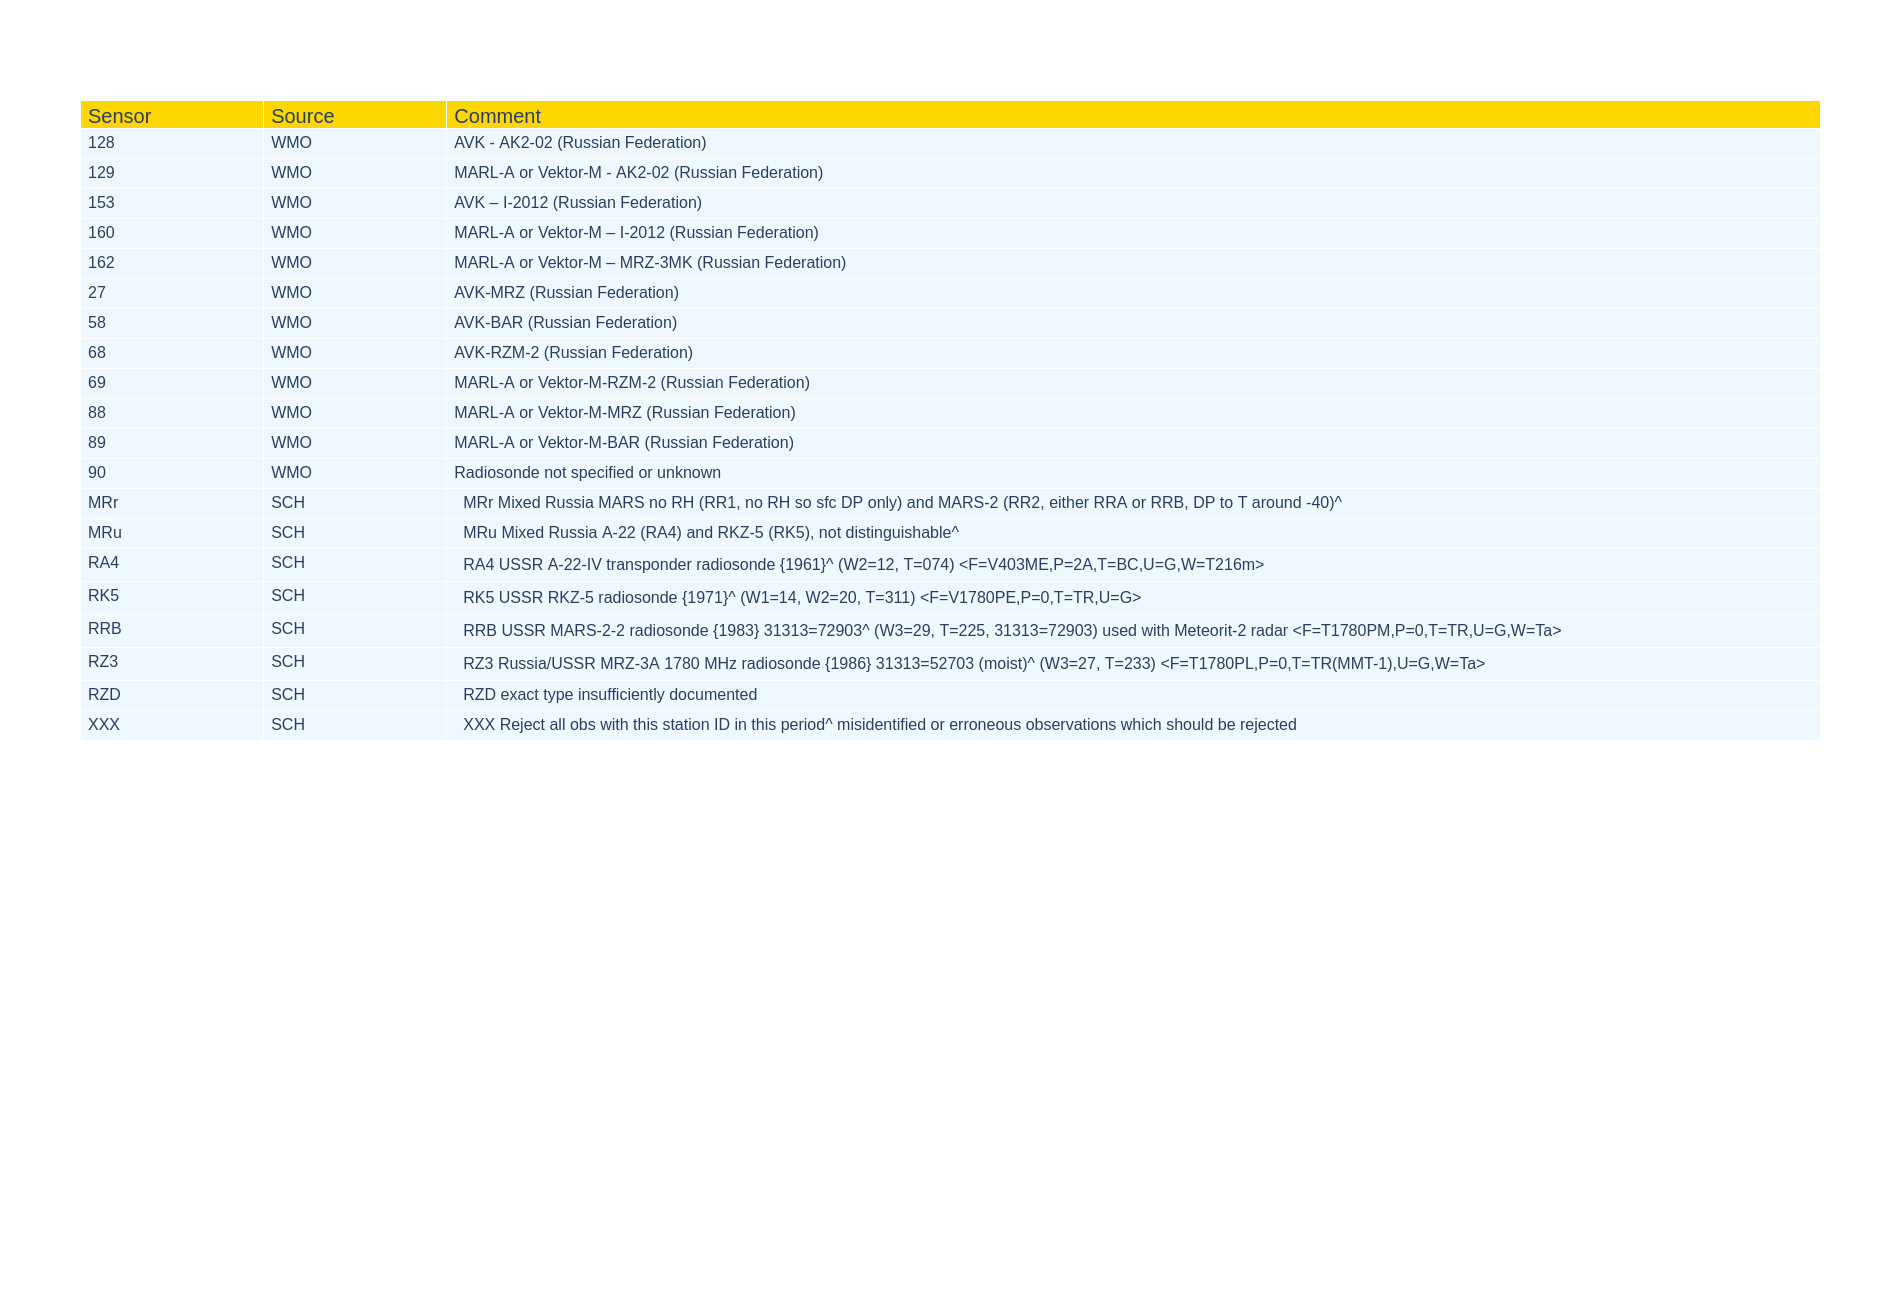 Sensor Source Comment
128 WMO AVK - AK2-02 (Russian Federation)
129 WMO MARL-A or Vektor-M - AK2-02 (Russian Federation)
153 WMO AVK – I-2012 (Russian Federation)
160 WMO MARL-A or Vektor-M – I-2012 (Russian Federation)
162 WMO MARL-A or Vektor-M – MRZ-3MK (Russian Federation)
27 WMO AVK-MRZ (Russian Federation)
58 WMO AVK-BAR (Russian Federation)
68 WMO AVK-RZM-2 (Russian Federation)
69 WMO MARL-A or Vektor-M-RZM-2 (Russian Federation)
88 WMO MARL-A or Vektor-M-MRZ (Russian Federation)
89 WMO MARL-A or Vektor-M-BAR (Russian Federation)
90 WMO Radiosonde not specified or unknown
MRr SCH MRr Mixed Russia MARS no RH (RR1, no RH so sfc DP only) and MARS-2 (RR2, either RRA or RRB, DP to T around -40)^
MRu SCH MRu Mixed Russia A-22 (RA4) and RKZ-5 (RK5), not distinguishable^
RA4 SCH RA4 USSR A-22-IV transponder radiosonde {1961}^ (W2=12, T=074) <F=V403ME,P=2A,T=BC,U=G,W=T216m>
RK5 SCH RK5 USSR RKZ-5 radiosonde {1971}^ (W1=14, W2=20, T=311) <F=V1780PE,P=0,T=TR,U=G>
RRB SCH RRB USSR MARS-2-2 radiosonde {1983} 31313=72903^ (W3=29, T=225, 31313=72903) used with Meteorit-2 radar <F=T1780PM,P=0,T=TR,U=G,W=Ta>
RZ3 SCH RZ3 Russia/USSR MRZ-3A 1780 MHz radiosonde {1986} 31313=52703 (moist)^ (W3=27, T=233) <F=T1780PL,P=0,T=TR(MMT-1),U=G,W=Ta>
RZD SCH RZD exact type insufficiently documented
XXX SCH XXX Reject all obs with this station ID in this period^ misidentified or erroneous observations which should be rejected